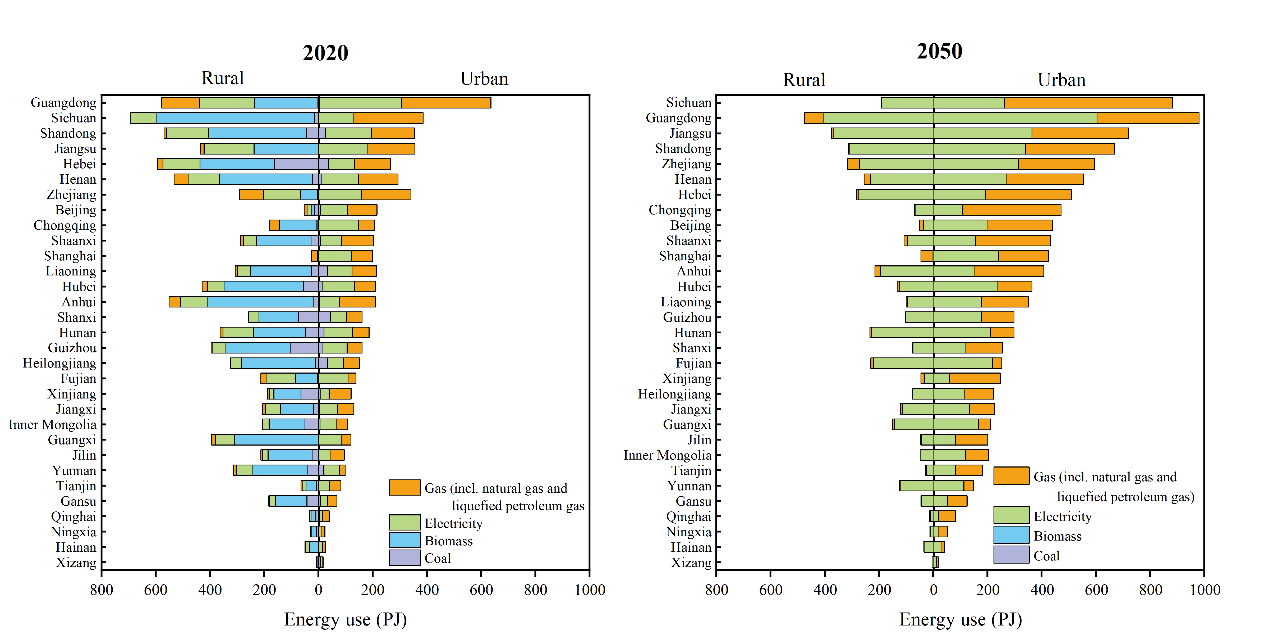 2020
Rural
Urban
Guangdong
Sichuan
Shandong
Jiangsu
Hebei
Henan
Zhejiang
Beijing
Chongqing
Shaanxi
Shanghai
Liaoning
Hubei
Anhui
Shanxi
Hunan
Guizhou
Heilongjiang
Fujian
Xinjiang
Jiangxi
Inner Mongolia
Guangxi
Jilin
Yunnan
Tianjin
Gansu
Qinghai
Ningxia
Hainan
Xizang
Gas (incl. natural gas and
liquefied petroleum gas
Electricity
Biomass
Coal
800 600 400 200 0 200 400 600 800 1000
Energy use (PJ)
2050
Rural
Urban
Sichuan
Guangdong
Jiangsu
Shandong
Zhejiang
Henan
Hebei
Chongqing
Beijing
Shaanxi
Shanghai
Anhui
Hubei
Liaoning
Guizhou
Hunan
Shanxi
Fujian
Xinjiang
Heilongjiang
Jiangxi
Guangxi
Jilin
Inner Mongolia
Tianjin
Yunnan
Gansu
Qinghai
Ningxia
Hainan
Xizang
Gas (incl. natural gas and
liquefied petroleum gas)
Electricity
Biomass
Coal
800 600 400 200 0 200 400 600 800 1000
Energy use (PJ)